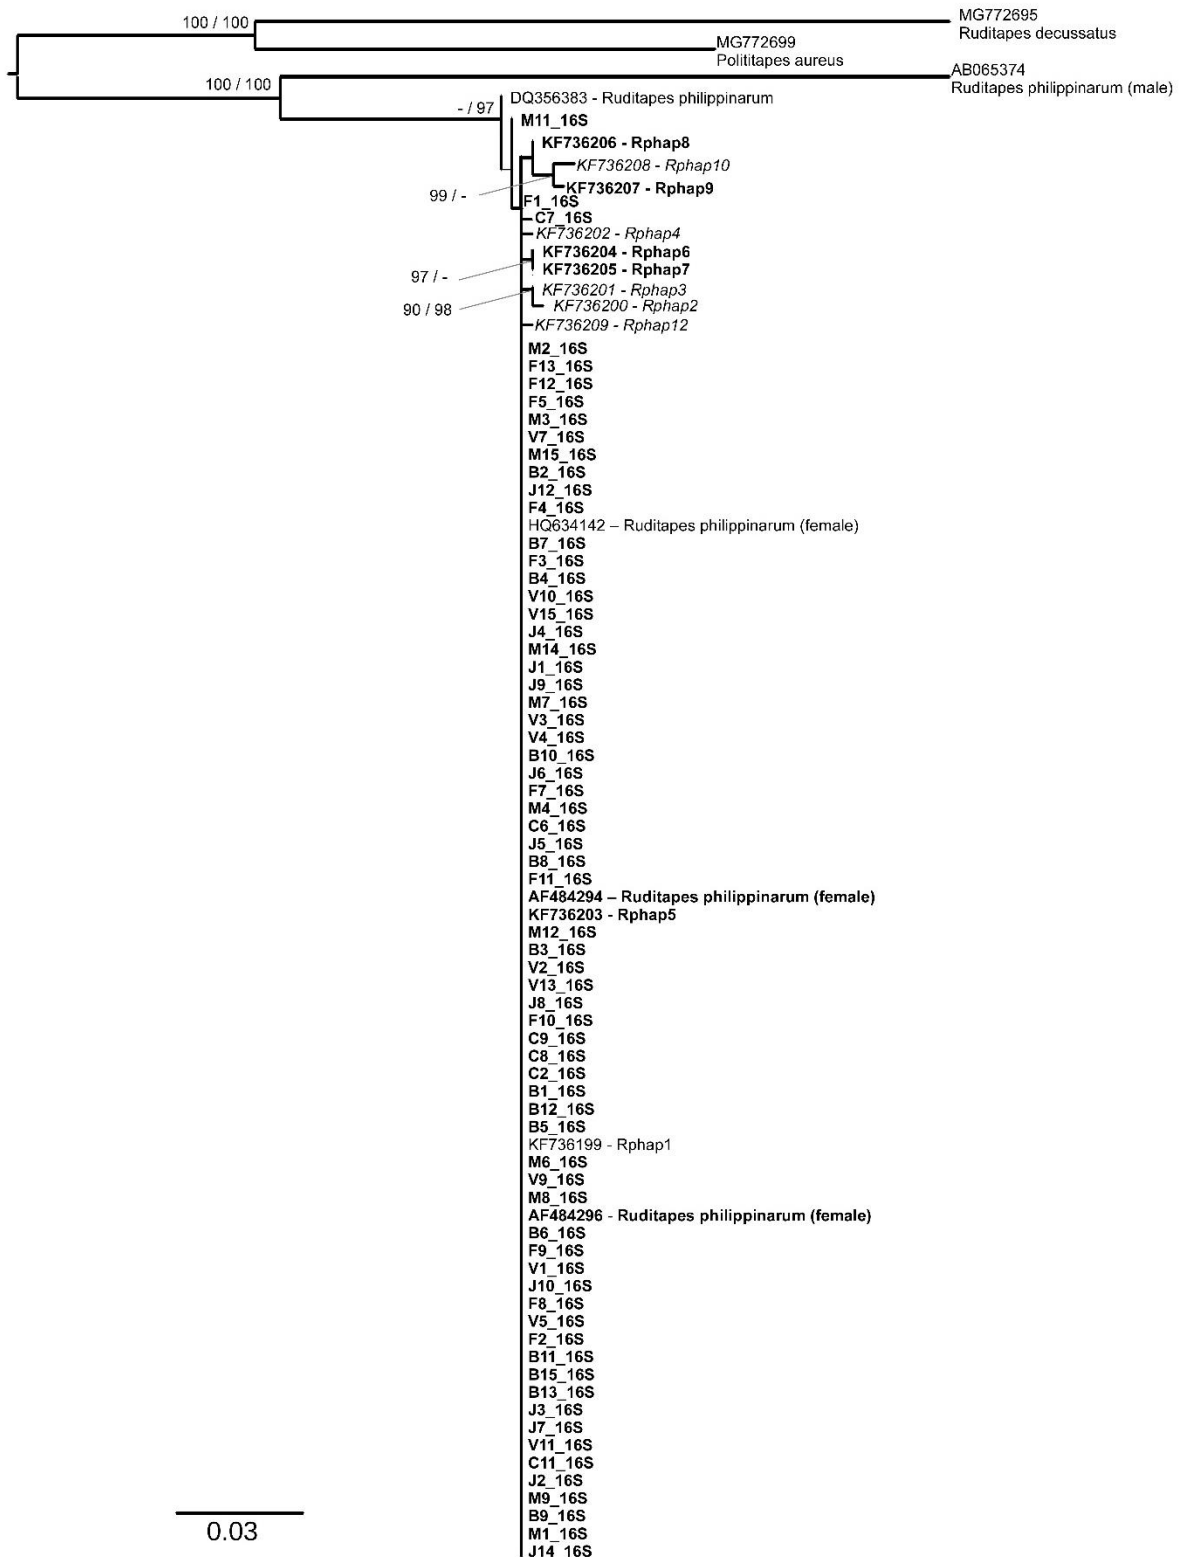 100 / 100
MG772695
Ruditapes decussatus
MG772699
Polititapes aureus
100 / 100
AB065374
Ruditapes philippinarum (male)
- / 97
DQ356383 - Ruditapes philippinarum
M11_16S
KF736206 - Rphap8
KF736208 - Rphap10
KF736207 - Rphap9
99 / -
F1_16S
C7_16S
KF736202 - Rphap4
KF736204 - Rphap6
KF736205 - Rphap7
97 / -
KF736201 - Rphap3
KF736200 - Rphap2
90 / 98
KF736209 - Rphap12
M2_16S
F13_16S
F12_16S
F5_16S
M3_16S
V7_16S
M15_16S
B2_16S
J12_16S
F4_16S
HQ634142 – Ruditapes philippinarum (female)
B7_16S
F3_16S
B4_16S
V10_16S
V15_16S
J4_16S
M14_16S
J1_16S
J9_16S
M7_16S
V3_16S
V4_16S
B10_16S
J6_16S
F7_16S
M4_16S
C6_16S
J5_16S
B8_16S
F11_16S
AF484294 – Ruditapes philippinarum (female)
KF736203 - Rphap5
M12_16S
B3_16S
V2_16S
V13_16S
J8_16S
F10_16S
C9_16S
C8_16S
C2_16S
B1_16S
B12_16S
B5_16S
KF736199 - Rphap1
M6_16S
V9_16S
M8_16S
AF484296 - Ruditapes philippinarum (female)
B6_16S
F9_16S
V1_16S
J10_16S
F8_16S
V5_16S
F2_16S
B11_16S
B15_16S
B13_16S
J3_16S
J7_16S
V11_16S
C11_16S
J2_16S
M9_16S
B9_16S
M1_16S
J14_16S
0.03